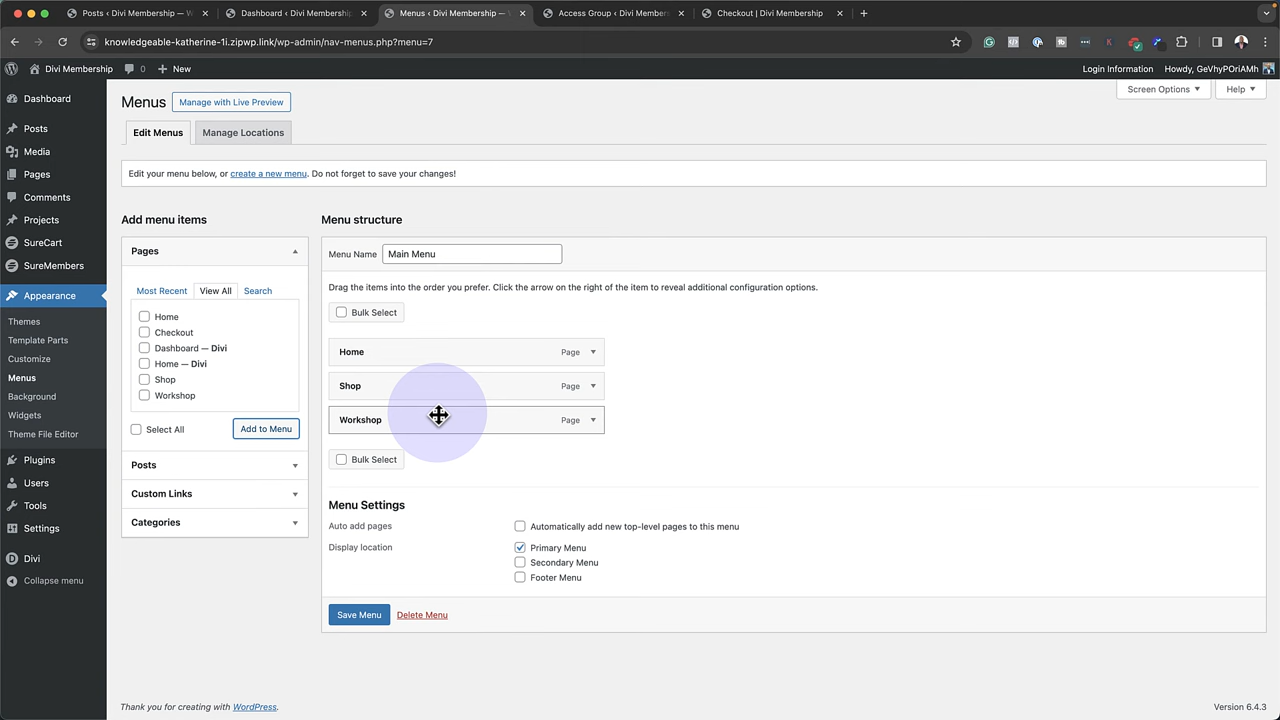 Posts ‹ Divi Membership — W
Dashboard ‹ Divi Membership
Menus ‹ Divi Membership —
Access Group ‹ Divi Members
Checkout | Divi Membership
knowledgeable-katherine-1i.zipwp.link/wp-admin/nav-menus.php?menu=7
Divi Membership
0
New
Login Information
Howdy, GeVhyPOriAMh
Dashboard
Posts
Media
Pages
Comments
Projects
SureCart
SureMembers
Appearance
Themes
Template Parts
Customize
Menus
Background
Widgets
Theme File Editor
Plugins
Users
Tools
Settings
Divi
Collapse menu
Menus
Manage with Live Preview
Screen Options ▼
Help ▼
Edit Menus
Manage Locations
Edit your menu below, or create a new menu. Do not forget to save your changes!
Add menu items
Pages
Most Recent
View All
Search
Home
Checkout
Dashboard — Divi
Home — Divi
Shop
Workshop
Select All
Add to Menu
Posts
Custom Links
Categories
Menu structure
Menu Name
Main Menu
Drag the items into the order you prefer. Click the arrow on the right of the item to reveal additional configuration options.
Bulk Select
Home
Page
Shop
Page
Workshop
Page
Bulk Select
Menu Settings
Auto add pages
Automatically add new top-level pages to this menu
Display location
Primary Menu
Secondary Menu
Footer Menu
Save Menu
Delete Menu
Thank you for creating with WordPress.
Version 6.4.3